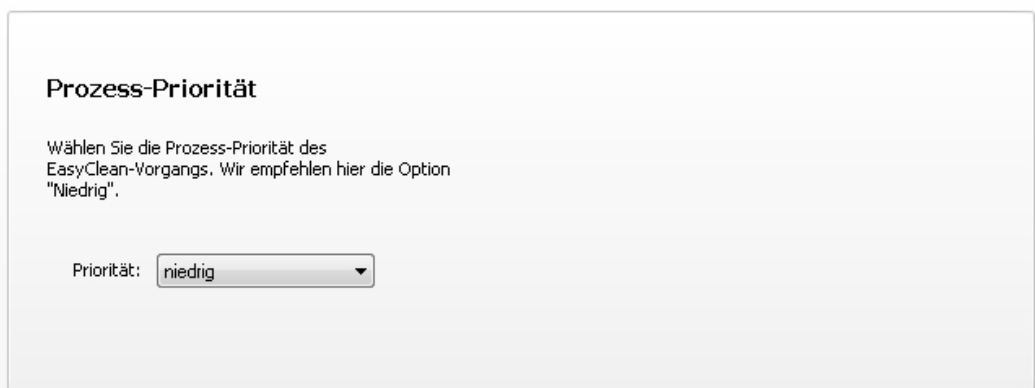 Prozess-Priorität
Wählen Sie die Prozess-Priorität des
EasyClean-Vorgangs. Wir empfehlen hier die Option
"Niedrig".
Priorität: niedrig